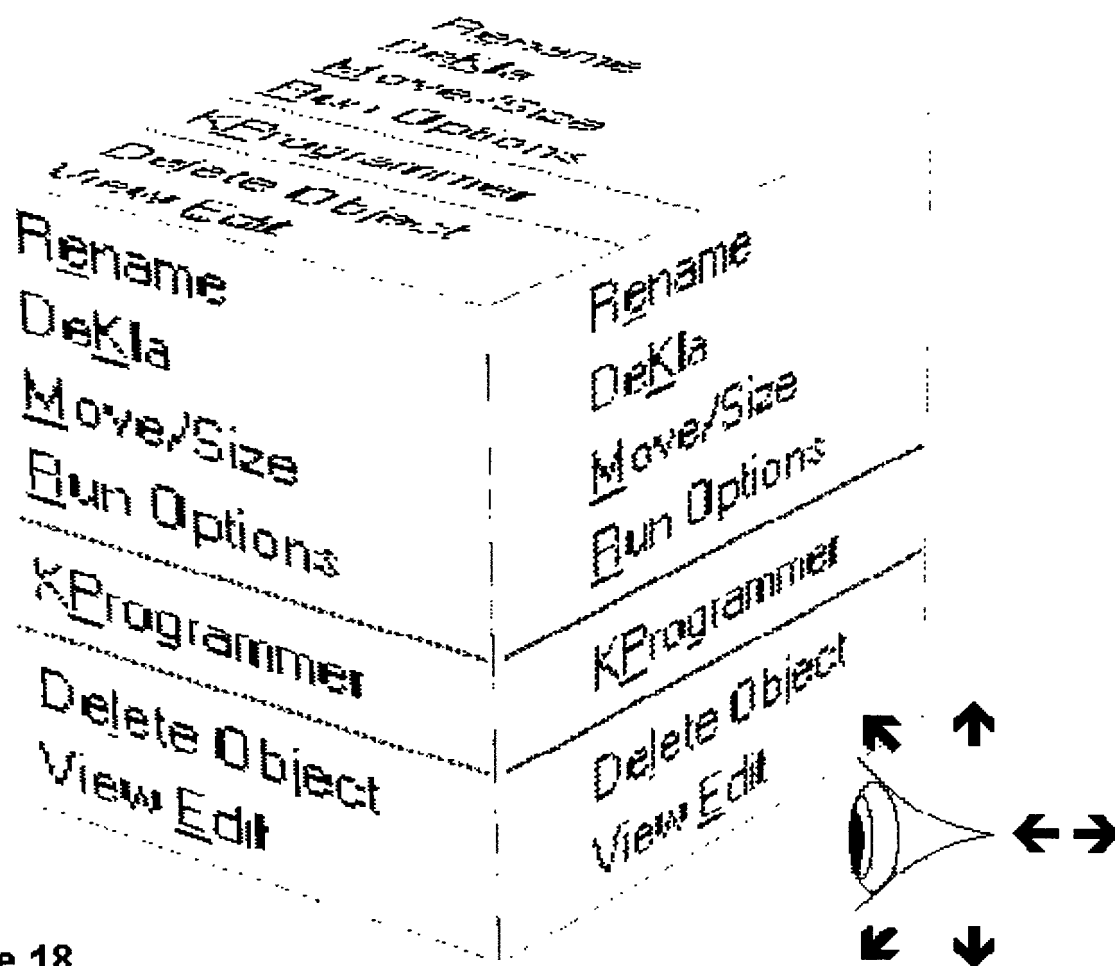 Rename
DeKla
Move/Size
Run Options
KProgrammer
Delete Object
View Edit
Rename
DeKla
Move/Size
Run Options
KProgrammer
Delete Object
View Edit
Rename
DeKla
Move/Size
Run Options
KProgrammer
Delete Object
View Edit
e 18